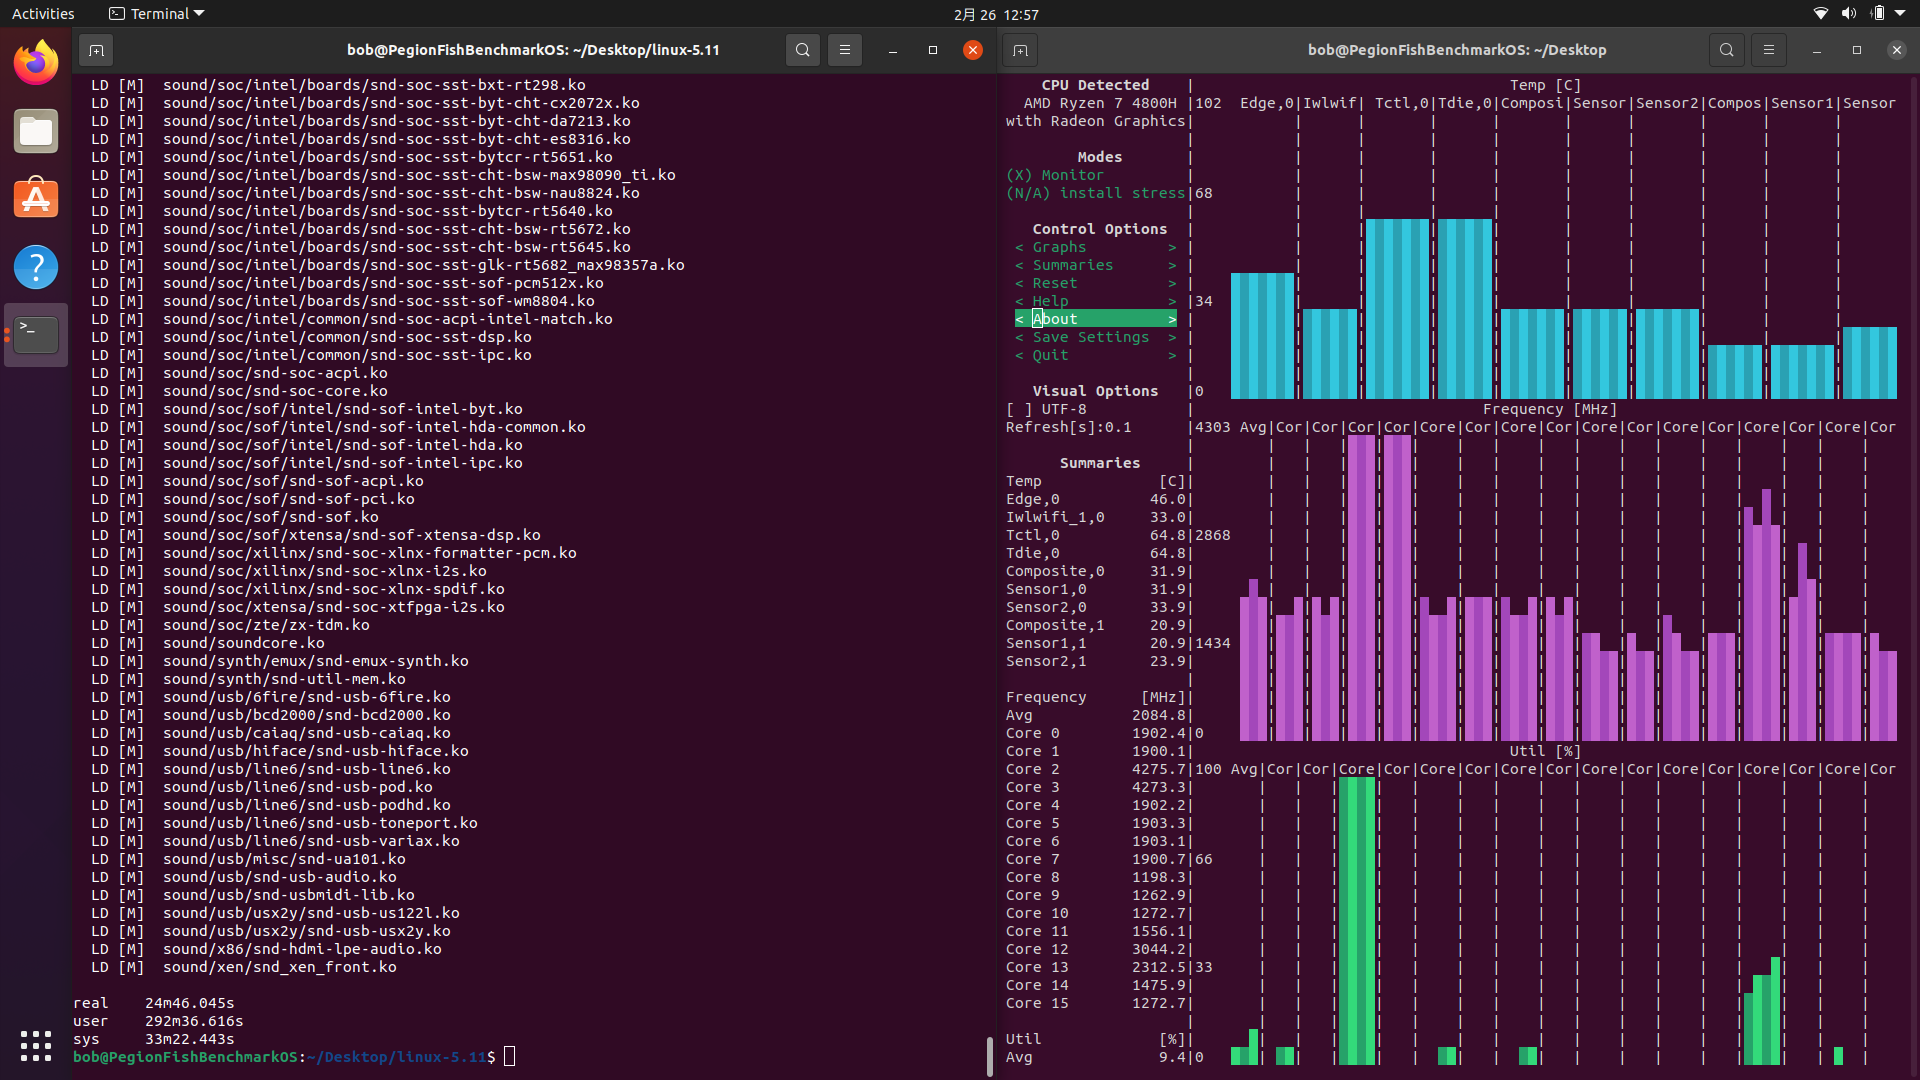 Activities
Terminal
2月 26 12:57
bob@PegionFishBenchmarkOS: ~/Desktop/linux-5.11
LD [M] sound/soc/intel/boards/snd-soc-sst-bxt-rt298.ko
LD [M] sound/soc/intel/boards/snd-soc-sst-byt-cht-cx2072x.ko
LD [M] sound/soc/intel/boards/snd-soc-sst-byt-cht-da7213.ko
LD [M] sound/soc/intel/boards/snd-soc-sst-byt-cht-es8316.ko
LD [M] sound/soc/intel/boards/snd-soc-sst-bytcr-rt5651.ko
LD [M] sound/soc/intel/boards/snd-soc-sst-cht-bsw-max98090_ti.ko
LD [M] sound/soc/intel/boards/snd-soc-sst-cht-bsw-nau8824.ko
LD [M] sound/soc/intel/boards/snd-soc-sst-bytcr-rt5640.ko
LD [M] sound/soc/intel/boards/snd-soc-sst-cht-bsw-rt5672.ko
LD [M] sound/soc/intel/boards/snd-soc-sst-cht-bsw-rt5645.ko
LD [M] sound/soc/intel/boards/snd-soc-sst-glk-rt5682_max98357a.ko
LD [M] sound/soc/intel/boards/snd-soc-sst-sof-pcm512x.ko
LD [M] sound/soc/intel/boards/snd-soc-sst-sof-wm8804.ko
LD [M] sound/soc/intel/common/snd-soc-acpi-intel-match.ko
LD [M] sound/soc/intel/common/snd-soc-sst-dsp.ko
LD [M] sound/soc/intel/common/snd-soc-sst-ipc.ko
LD [M] sound/soc/snd-soc-acpi.ko
LD [M] sound/soc/snd-soc-core.ko
LD [M] sound/soc/sof/intel/snd-sof-intel-byt.ko
LD [M] sound/soc/sof/intel/snd-sof-intel-hda-common.ko
LD [M] sound/soc/sof/intel/snd-sof-intel-hda.ko
LD [M] sound/soc/sof/intel/snd-sof-intel-ipc.ko
LD [M] sound/soc/sof/snd-sof-acpi.ko
LD [M] sound/soc/sof/snd-sof-pci.ko
LD [M] sound/soc/sof/snd-sof.ko
LD [M] sound/soc/sof/xtensa/snd-sof-xtensa-dsp.ko
LD [M] sound/soc/xilinx/snd-soc-xlnx-formatter-pcm.ko
LD [M] sound/soc/xilinx/snd-soc-xlnx-i2s.ko
LD [M] sound/soc/xilinx/snd-soc-xlnx-spdif.ko
LD [M] sound/soc/xtensa/snd-soc-xtfpga-i2s.ko
LD [M] sound/soc/zte/zx-tdm.ko
LD [M] sound/soundcore.ko
LD [M] sound/synth/emux/snd-emux-synth.ko
LD [M] sound/synth/snd-util-mem.ko
LD [M] sound/usb/6fire/snd-usb-6fire.ko
LD [M] sound/usb/bcd2000/snd-bcd2000.ko
LD [M] sound/usb/caiaq/snd-usb-caiaq.ko
LD [M] sound/usb/hiface/snd-usb-hiface.ko
LD [M] sound/usb/line6/snd-usb-line6.ko
LD [M] sound/usb/line6/snd-usb-pod.ko
LD [M] sound/usb/line6/snd-usb-podhd.ko
LD [M] sound/usb/line6/snd-usb-toneport.ko
LD [M] sound/usb/line6/snd-usb-variax.ko
LD [M] sound/usb/misc/snd-ua101.ko
LD [M] sound/usb/snd-usb-audio.ko
LD [M] sound/usb/snd-usbmidi-lib.ko
LD [M] sound/usb/usx2y/snd-usb-us122l.ko
LD [M] sound/usb/usx2y/snd-usb-usx2y.ko
LD [M] sound/x86/snd-hdmi-lpe-audio.ko
LD [M] sound/xen/snd_xen_front.ko
real 24m46.045s
user 292m36.616s
sys 33m22.443s
bob@PegionFishBenchmarkOS:~/Desktop/linux-5.11$
bob@PegionFishBenchmarkOS: ~/Desktop
CPU Detected
AMD Ryzen 7 4800H
with Radeon Graphics
Modes
(X) Monitor
(N/A) install stress
Control Options
< Graphs >
< Summaries >
< Reset >
< Help >
< About >
< Save Settings >
< Quit >
Visual Options
[ ] UTF-8
Refresh[s]:0.1
Summaries
Temp [C]
Edge,0 46.0
Iwlwifi_1,0 33.0
Tctl,0 64.8
Tdie,0 64.8
Composite,0 31.9
Sensor1,0 31.9
Sensor2,0 33.9
Composite,1 20.9
Sensor1,1 20.9
Sensor2,1 23.9
Frequency [MHz]
Avg 2084.8
Core 0 1902.4
Core 1 1900.1
Core 2 4275.7
Core 3 4273.3
Core 4 1902.2
Core 5 1903.3
Core 6 1903.1
Core 7 1900.7
Core 8 1198.3
Core 9 1262.9
Core 10 1272.7
Core 11 1556.1
Core 12 3044.2
Core 13 2312.5
Core 14 1475.9
Core 15 1272.7
Util [%]
Avg 9.4
Temp [C]
102 Edge,0|Iwlwif| Tctl,0|Tdie,0|Composi|Sensor|Sensor2|Compos|Sensor1|Sensor
68
34
0
Frequency [MHz]
4303 Avg|Cor|Cor|Cor|Cor|Core|Cor|Core|Cor|Core|Cor|Core|Cor|Core|Cor|Core|Cor
2868
1434
0
Util [%]
100 Avg|Cor|Cor|Core|Cor|Core|Cor|Core|Cor|Core|Cor|Core|Cor|Core|Cor|Core|Cor
66
33
0